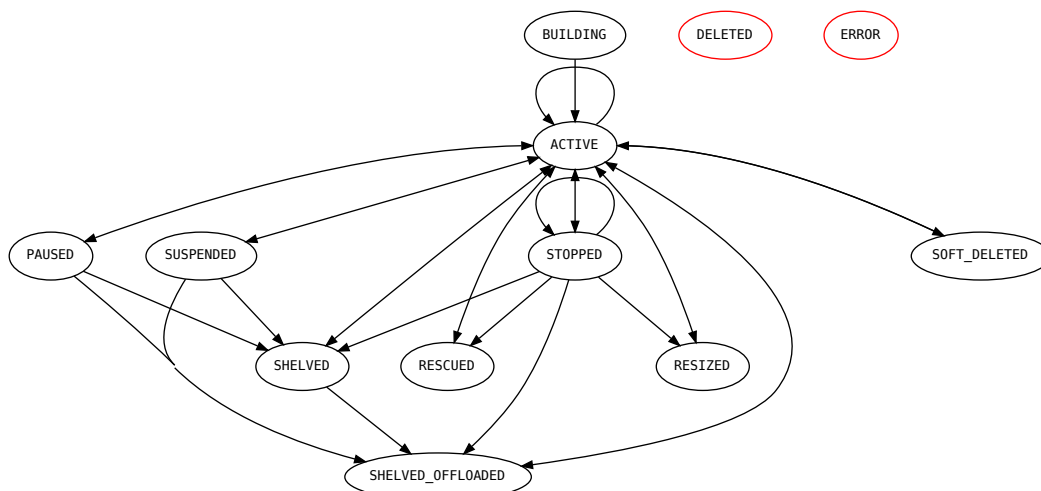 BUILDING
DELETED
ERROR
ACTIVE
PAUSED
SUSPENDED
STOPPED
SOFT_DELETED
SHELVED
RESCUED
RESIZED
SHELVED_OFFLOADED